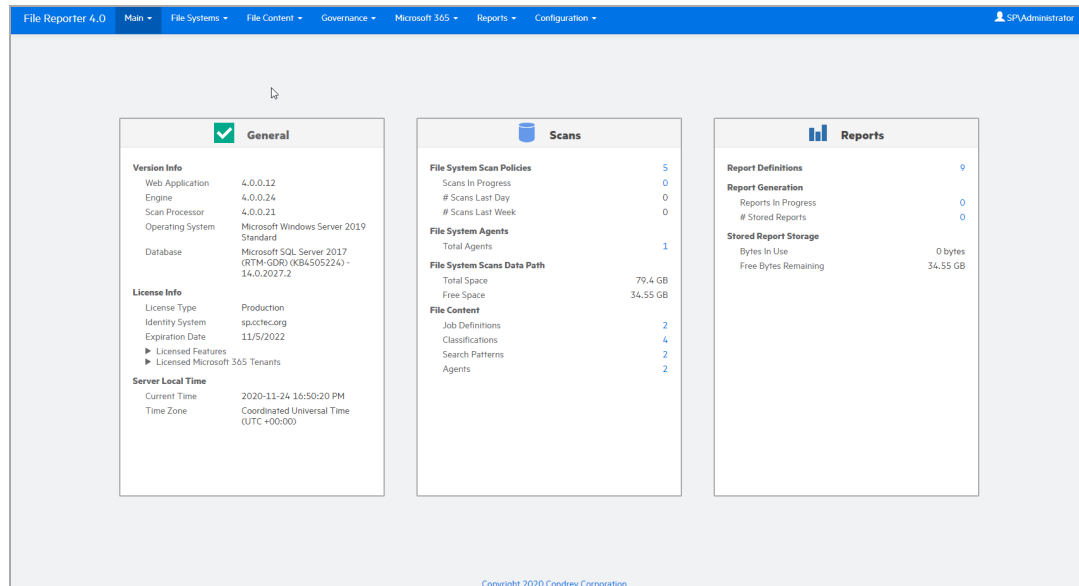 File Reporter 4.0 Main File Systems File Content Governance Microsoft 365 Reports Configuration SP\Administrator
General
Version Info
Web Application 4.0.0.12
Engine 4.0.0.24
Scan Processor 4.0.0.21
Operating System Microsoft Windows Server 2019
Standard
Database Microsoft SQL Server 2017
(RTM-GDR) (KB4505224) -
14.0.2027.2
License Info
License Type Production
Identity System sp.cctec.org
Expiration Date 11/5/2022
Licensed Features
Licensed Microsoft 365 Tenants
Server Local Time
Current Time 2020-11-24 16:50:20 PM
Time Zone Coordinated Universal Time
(UTC +00:00)
Scans
File System Scan Policies 5
Scans In Progress 0
# Scans Last Day 0
# Scans Last Week 0
File System Agents
Total Agents 1
File System Scans Data Path
Total Space 79.4 GB
Free Space 34.55 GB
File Content
Job Definitions 2
Classifications 4
Search Patterns 2
Agents 2
Reports
Report Definitions 9
Report Generation
Reports In Progress 0
# Stored Reports 0
Stored Report Storage
Bytes In Use 0 bytes
Free Bytes Remaining 34.55 GB
Copyright 2020 Condrey Corporation